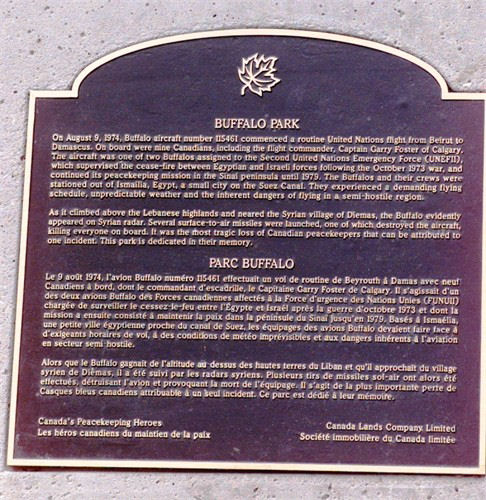 BUFFALO PARK
On August 9, 1974, Buffalo aircraft number 115461 commenced a routine United Nations flight from Beirut to
Damascus. On board were nine Canadians, including the flight commander, Captain Garry Foster of Calgary.
The aircraft was one of two Buffalos assigned to the Second United Nations Emergency Force (UNEFII),
which supervised the cease-fire between Egyptian and Israeli forces following the October 1973 war, and
continued its peacekeeping mission in the Sinai peninsula until 1979. The Buffalos and their crews were
stationed out of Ismailia, Egypt, a small city on the Suez Canal. They experienced a demanding flying
schedule, unpredictable weather and the inherent dangers of flying in a semi-hostile region.
As it climbed above the Lebanese highlands and neared the Syrian village of Diemas, the Buffalo evidently
appeared on Syrian radar. Several surface-to-air missiles were launched, one of which destroyed the aircraft,
killing everyone on board. It was the most tragic loss of Canadian peacekeepers that can be attributed to
one incident. This park is dedicated in their memory.
PARC BUFFALO
Le 9 août 1974, l'avion Buffalo numéro 115461 effectuait un vol de routine de Beyrouth à Damas avec neuf
Canadiens à bord, dont le commandant d'escadrille, le Capitaine Garry Foster de Calgary. Il s'agissait d'un
des deux avions Buffalo des Forces canadiennes affectés à la Force d'urgence des Nations Unies (FUNUII)
chargée de surveiller le cessez-le-feu entre l'Égypte et Israël après la guerre d'octobre 1973 et dont la
mission a ensuite consisté à maintenir la paix dans la péninsule du Sinaï jusqu'en 1979. Basés à Ismaélia,
une petite ville égyptienne proche du canal de Suez, les équipages des avions Buffalo devaient faire face à
d'exigeants horaires de vol, à des conditions de météo imprévisibles et aux dangers inhérents à l'aviation
en secteur semi hostile.
Alors que le Buffalo gagnait de l'altitude au dessus des hautes terres du Liban et qu'il approchait du village
syrien de Diémas, il a été suivi par les radars syriens. Plusieurs tirs de missiles sol-air ont alors été
effectués, détruisant l'avion et provoquant la mort de l'équipage. Il s'agit de la plus importante perte de
Casques bleus canadiens attribuable à un seul incident. Ce parc est dédié à leur mémoire.
Canada's Peacekeeping Heroes
Les héros canadiens du maintien de la paix
Canada Lands Company Limited
Société immobilière du Canada limitée